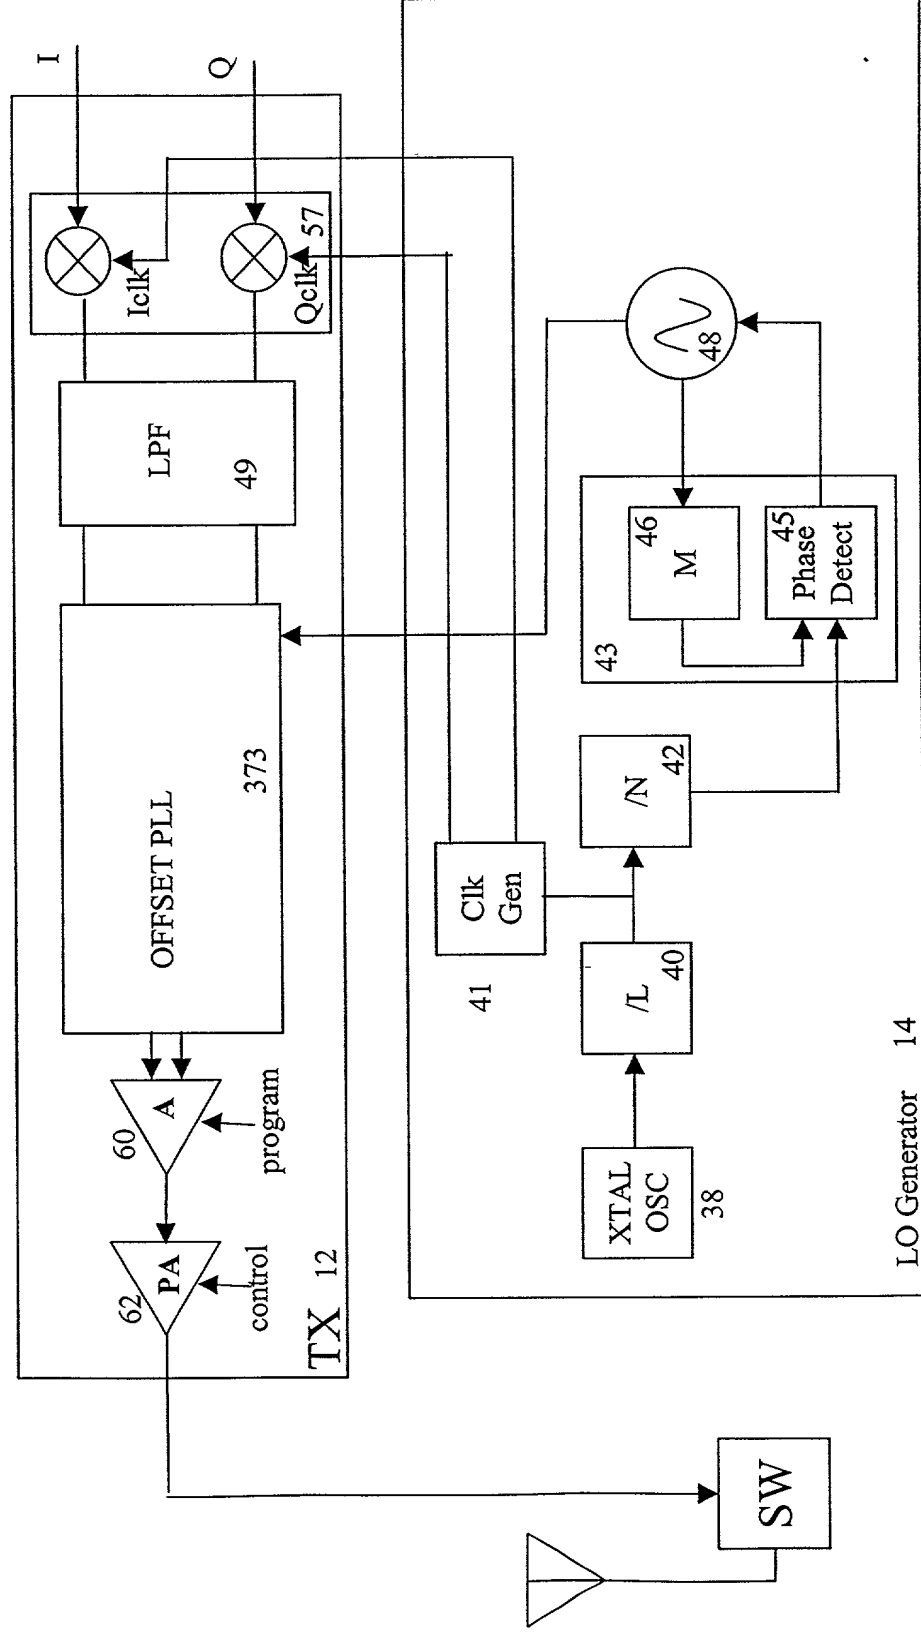 I
Q
Iclk
Qclk
57
LPF
49
OFFSET PLL
373
A
60
program
PA
62
control
TX
12
SW
48
M
46
Phase
Detect
45
43
/N
42
Clk
Gen
41
/L
40
XTAL
OSC
38
LO Generator
14